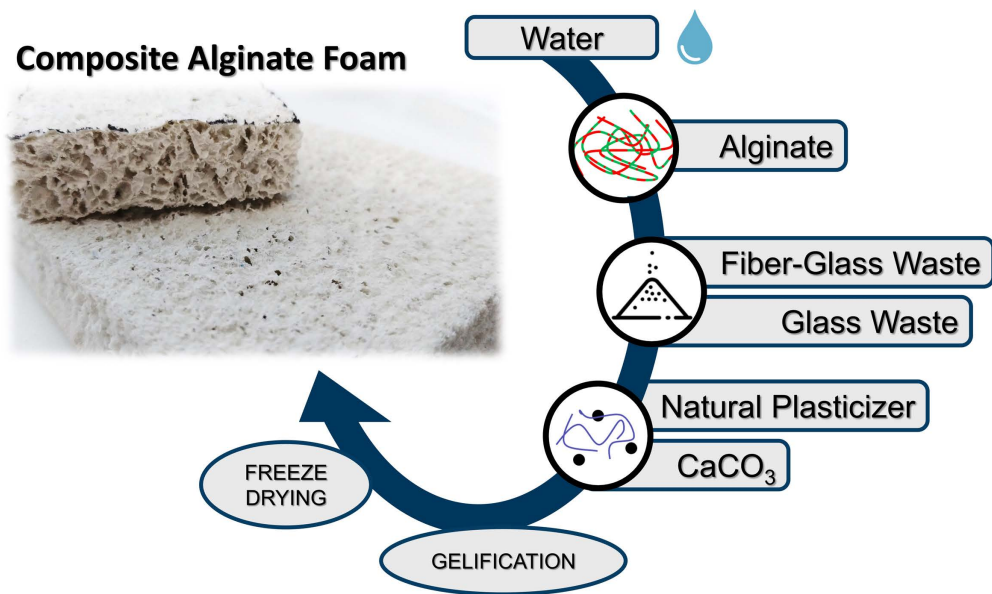 Composite Alginate Foam
Water
Alginate
Fiber-Glass Waste
Glass Waste
Natural Plasticizer
CaCO₃
GELIFICATION
FREEZE
DRYING